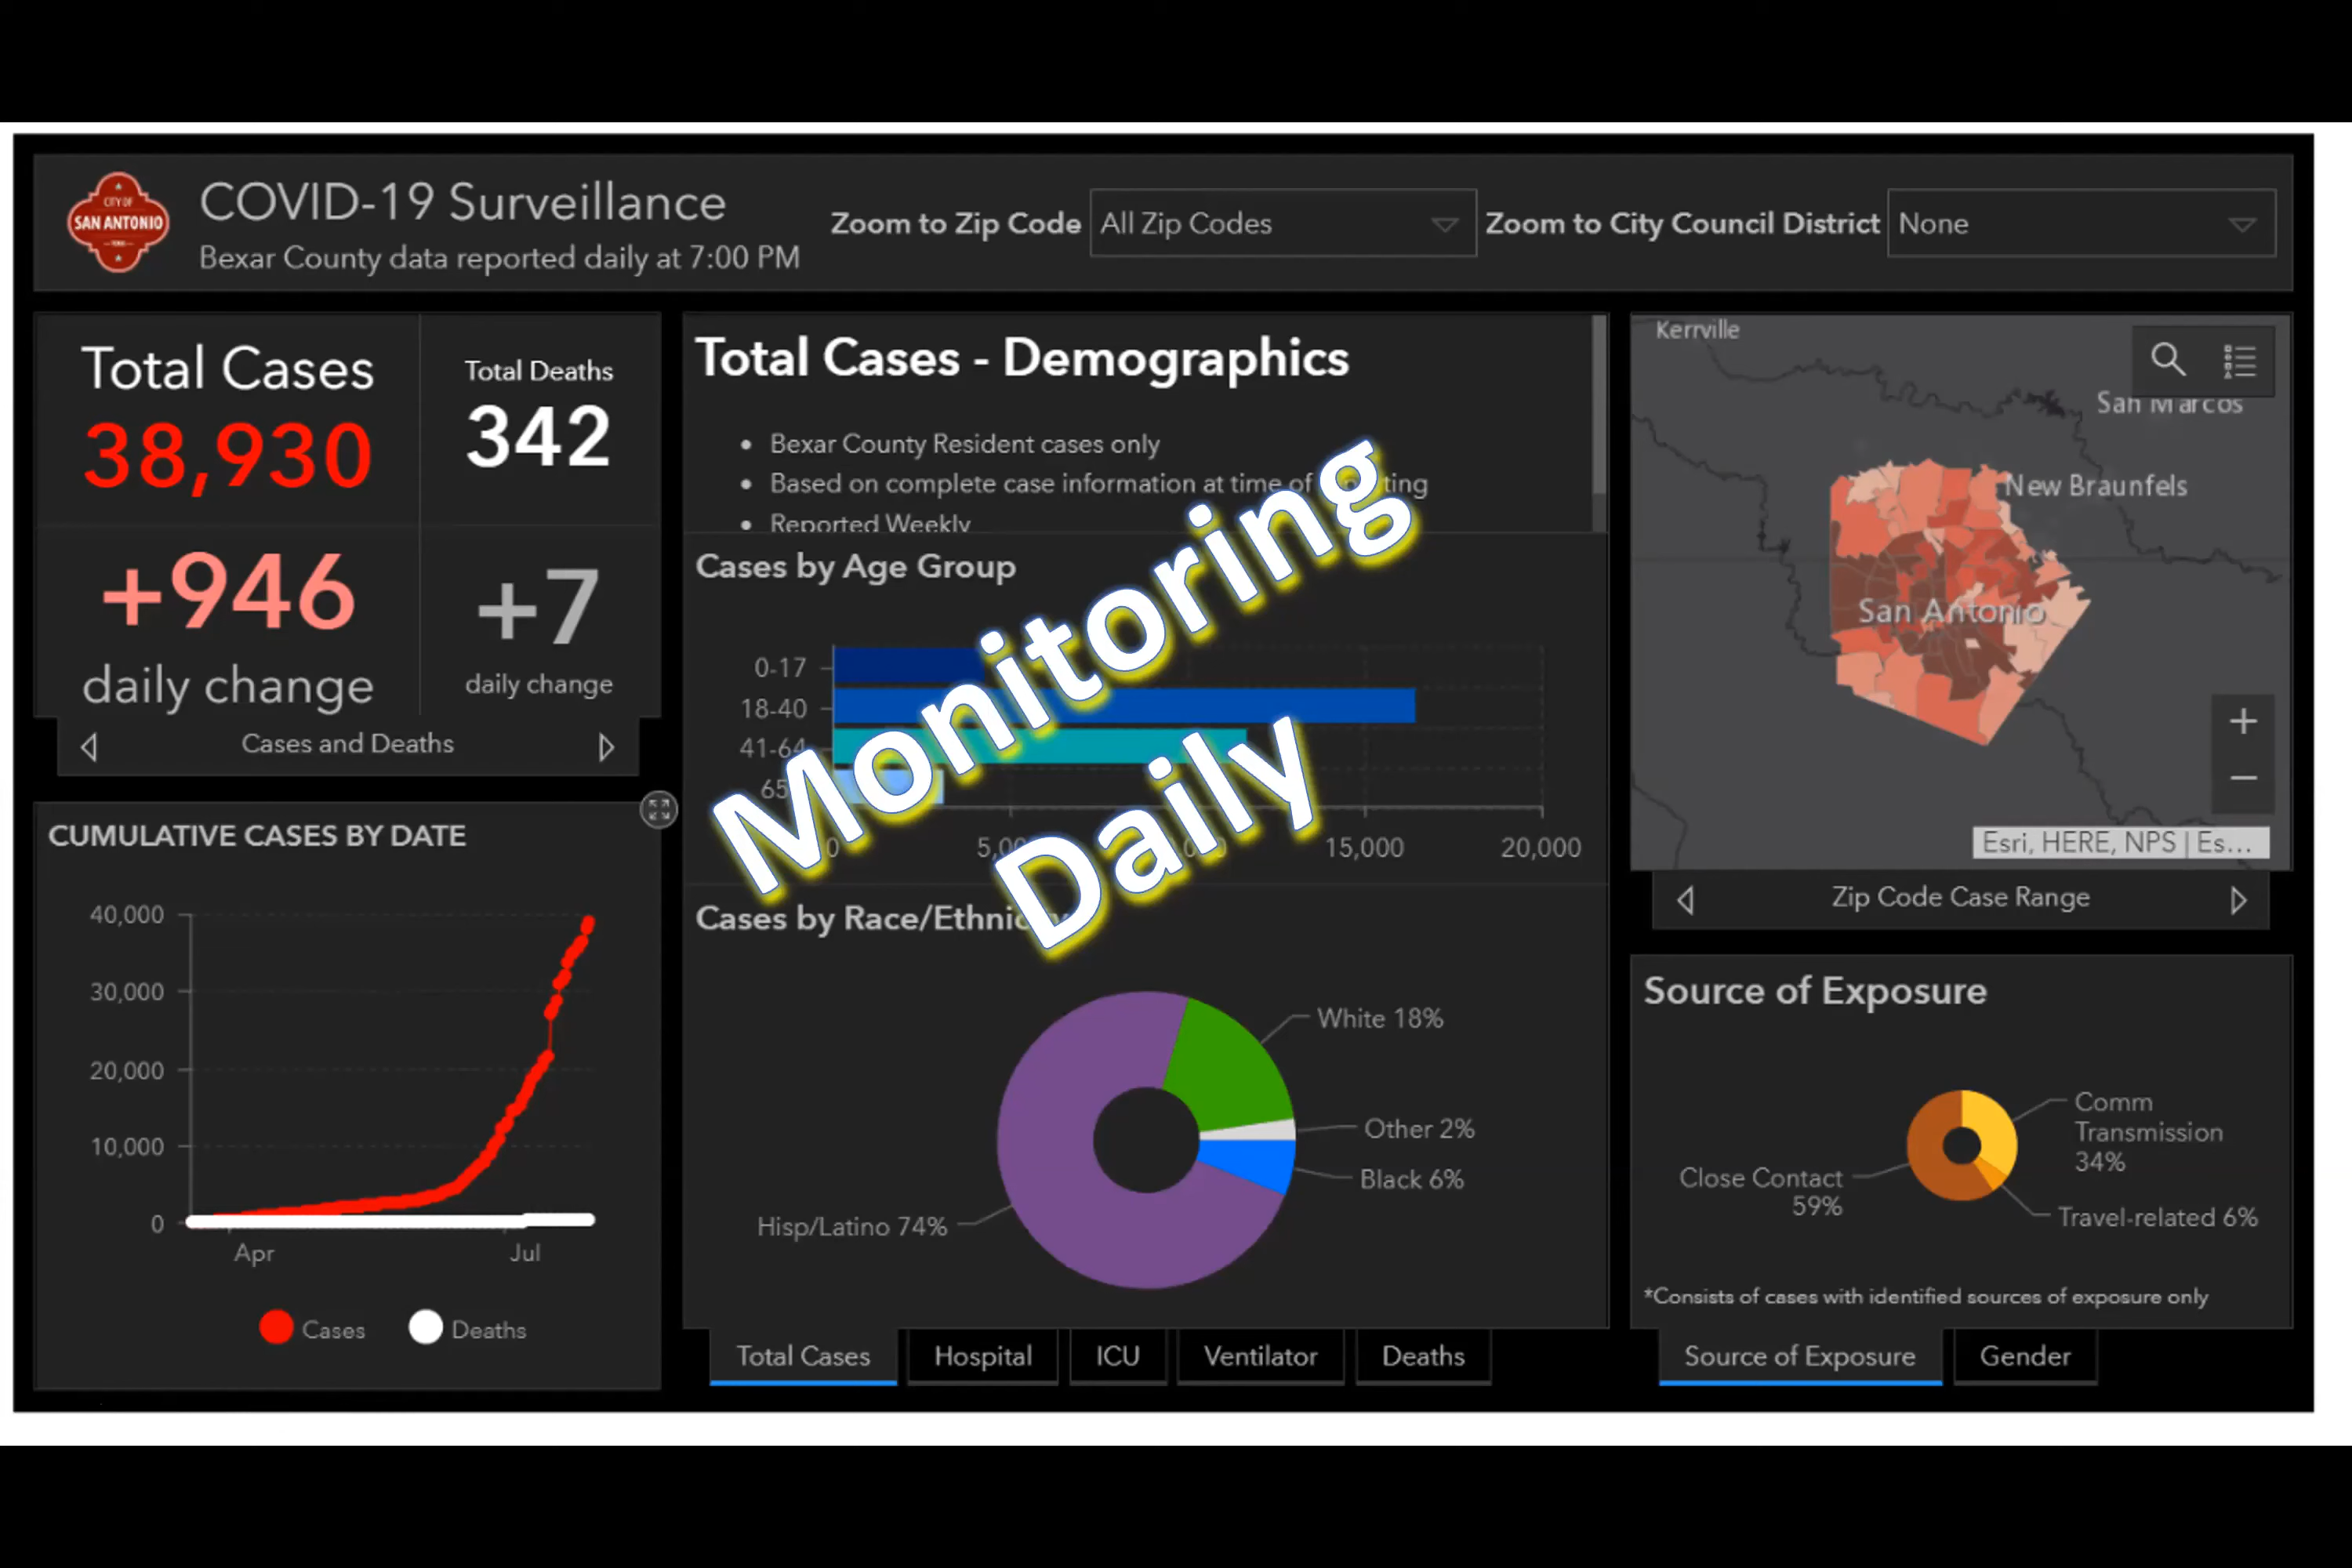 CITY OF
SAN ANTONIO
COVID-19 Surveillance
Bexar County data reported daily at 7:00 PM
Zoom to Zip Code
All Zip Codes
Zoom to City Council District
None
Total Cases
38,930
+946
daily change
Total Deaths
342
+7
daily change
Cases and Deaths
CUMULATIVE CASES BY DATE
40,000
30,000
20,000
10,000
0
Apr
Jul
Cases
Deaths
Total Cases - Demographics
• Bexar County Resident cases only
• Based on complete case information at time of
• Reported Weekly
Cases by Age Group
0-17
18-40
41-64
0
15,000
20,000
Monitoring
Daily
Cases by
White 18%
Other 2%
Black 6%
Hisp/Latino 74%
Total Cases
Hospital
ICU
Ventilator
Deaths
Kerrville
San Marcos
New Braunfels
San Antonio
+
−
Esri, HERE, NPS | Es...
Zip Code Case Range
Source of Exposure
Comm
Transmission
34%
Close Contact
59%
Travel-related 6%
*Consists of cases with identified sources of exposure only
Source of Exposure
Gender